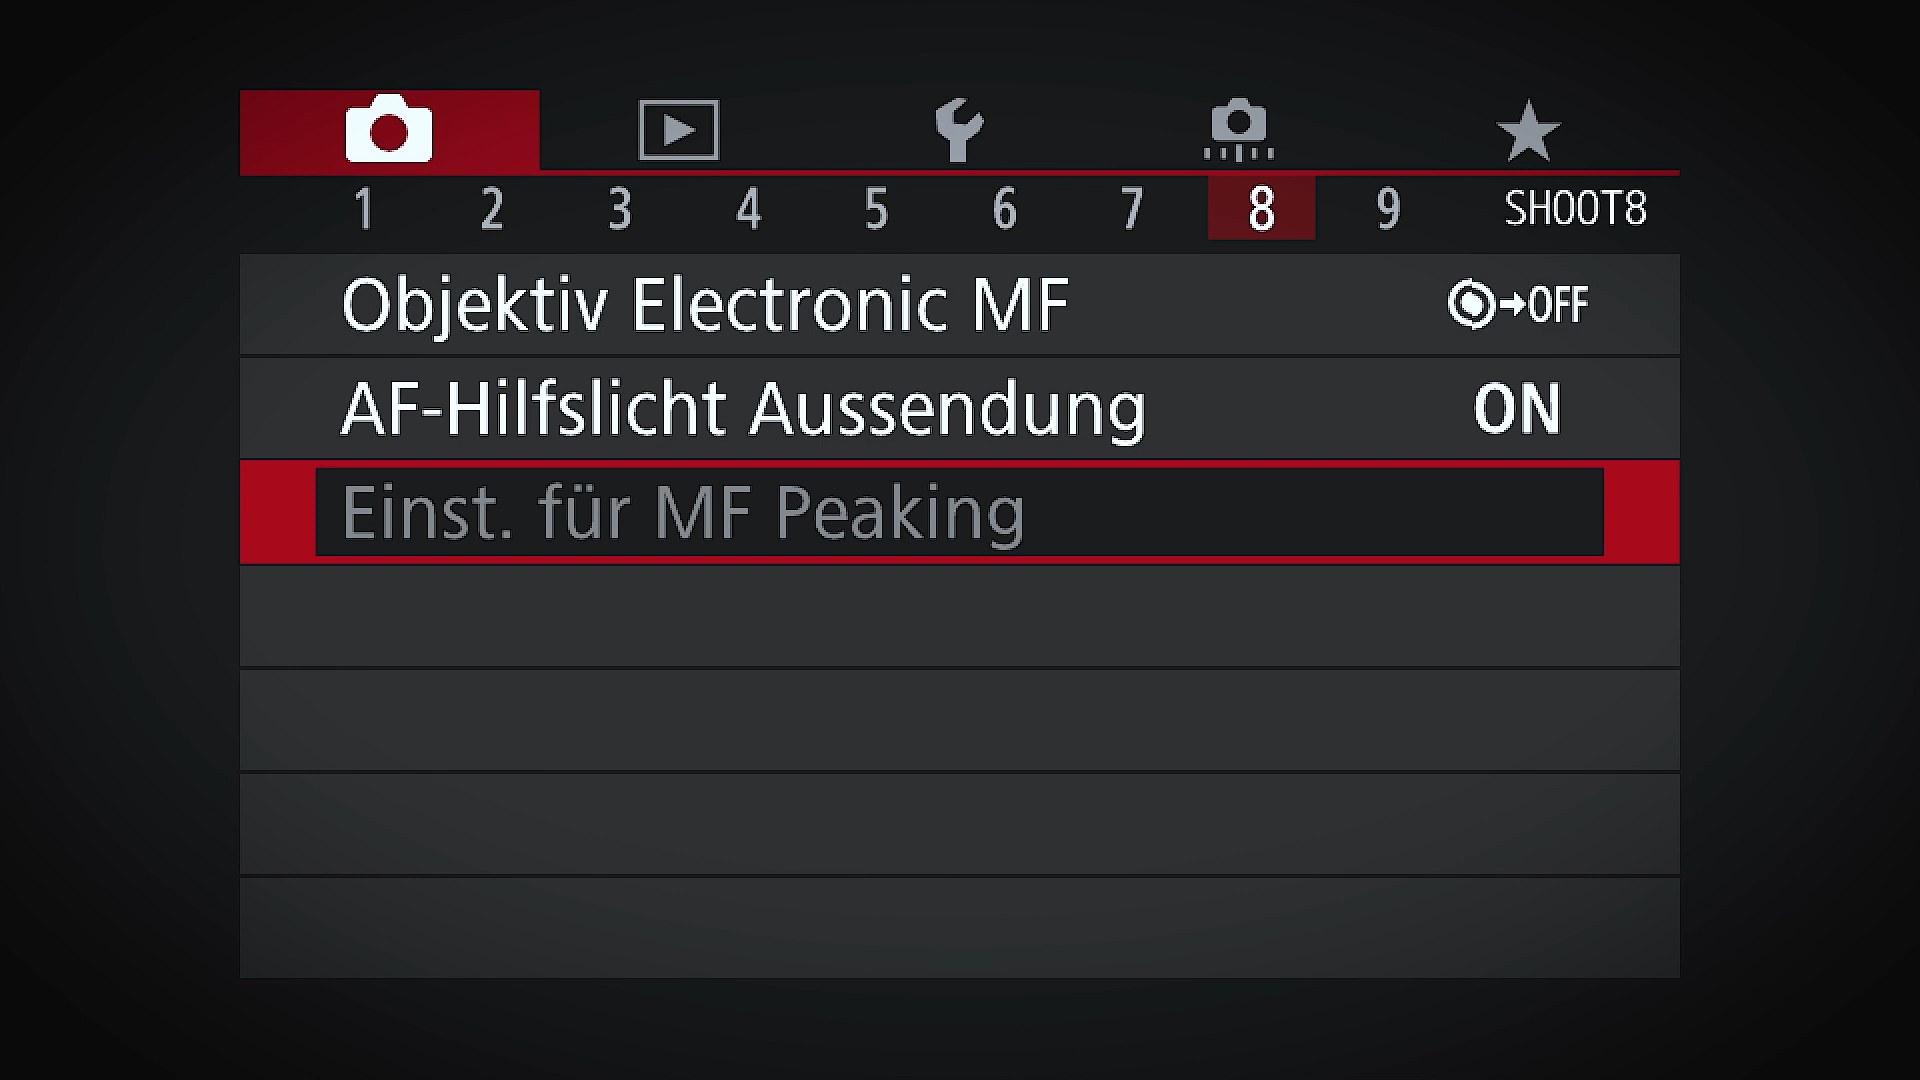 1 2 3 4 5 6 7 8 9 SHOOT8
Objektiv Electronic MF ➔OFF
AF-Hilfslicht Aussendung ON
Einst. für MF Peaking